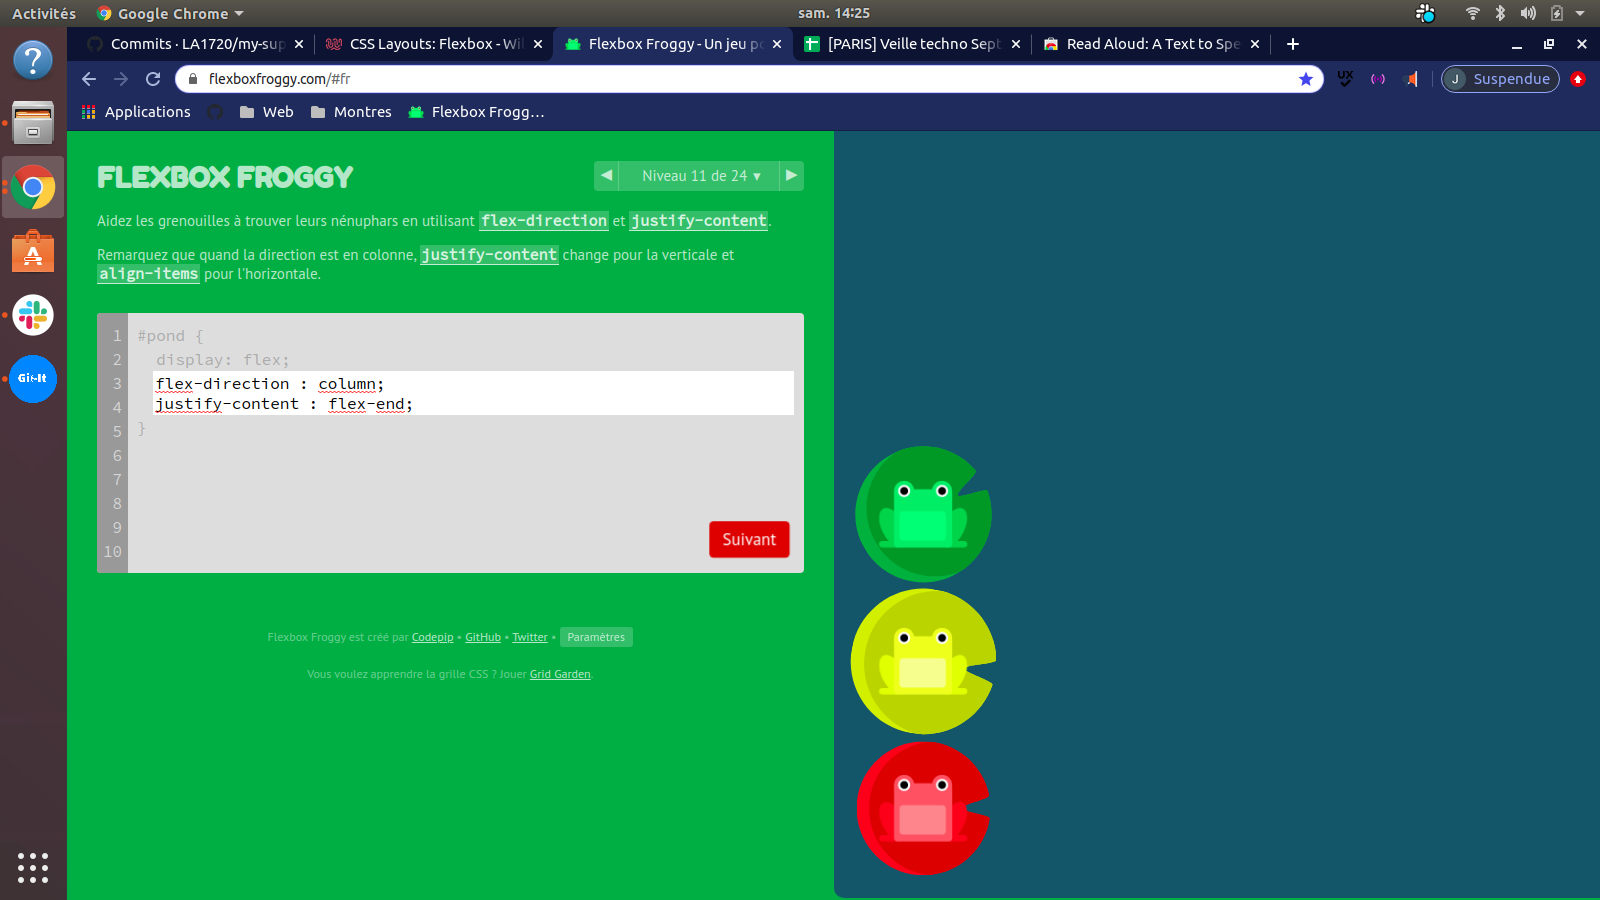 Activités Google Chrome sam. 14:25
Commits · LA1720/my-sup CSS Layouts: Flexbox - Wil Flexbox Froggy - Un jeu po [PARIS] Veille techno Sept Read Aloud: A Text to Spe
flexboxfroggy.com/#fr UX J Suspendue
Applications Web Montres Flexbox Frogg…
FLEXBOX FROGGY
◀ Niveau 11 de 24 ▾ ▶
Aidez les grenouilles à trouver leurs nénuphars en utilisant flex-direction et justify-content.
Remarquez que quand la direction est en colonne, justify-content change pour la verticale et
align-items pour l'horizontale.
1 #pond {
2 display: flex;
3 flex-direction : column;
4 justify-content : flex-end;
5 }
6
7
8
9
10
Suivant
Flexbox Froggy est créé par Codepip • GitHub • Twitter • Paramètres
Vous voulez apprendre la grille CSS ? Jouer Grid Garden.
Git-It